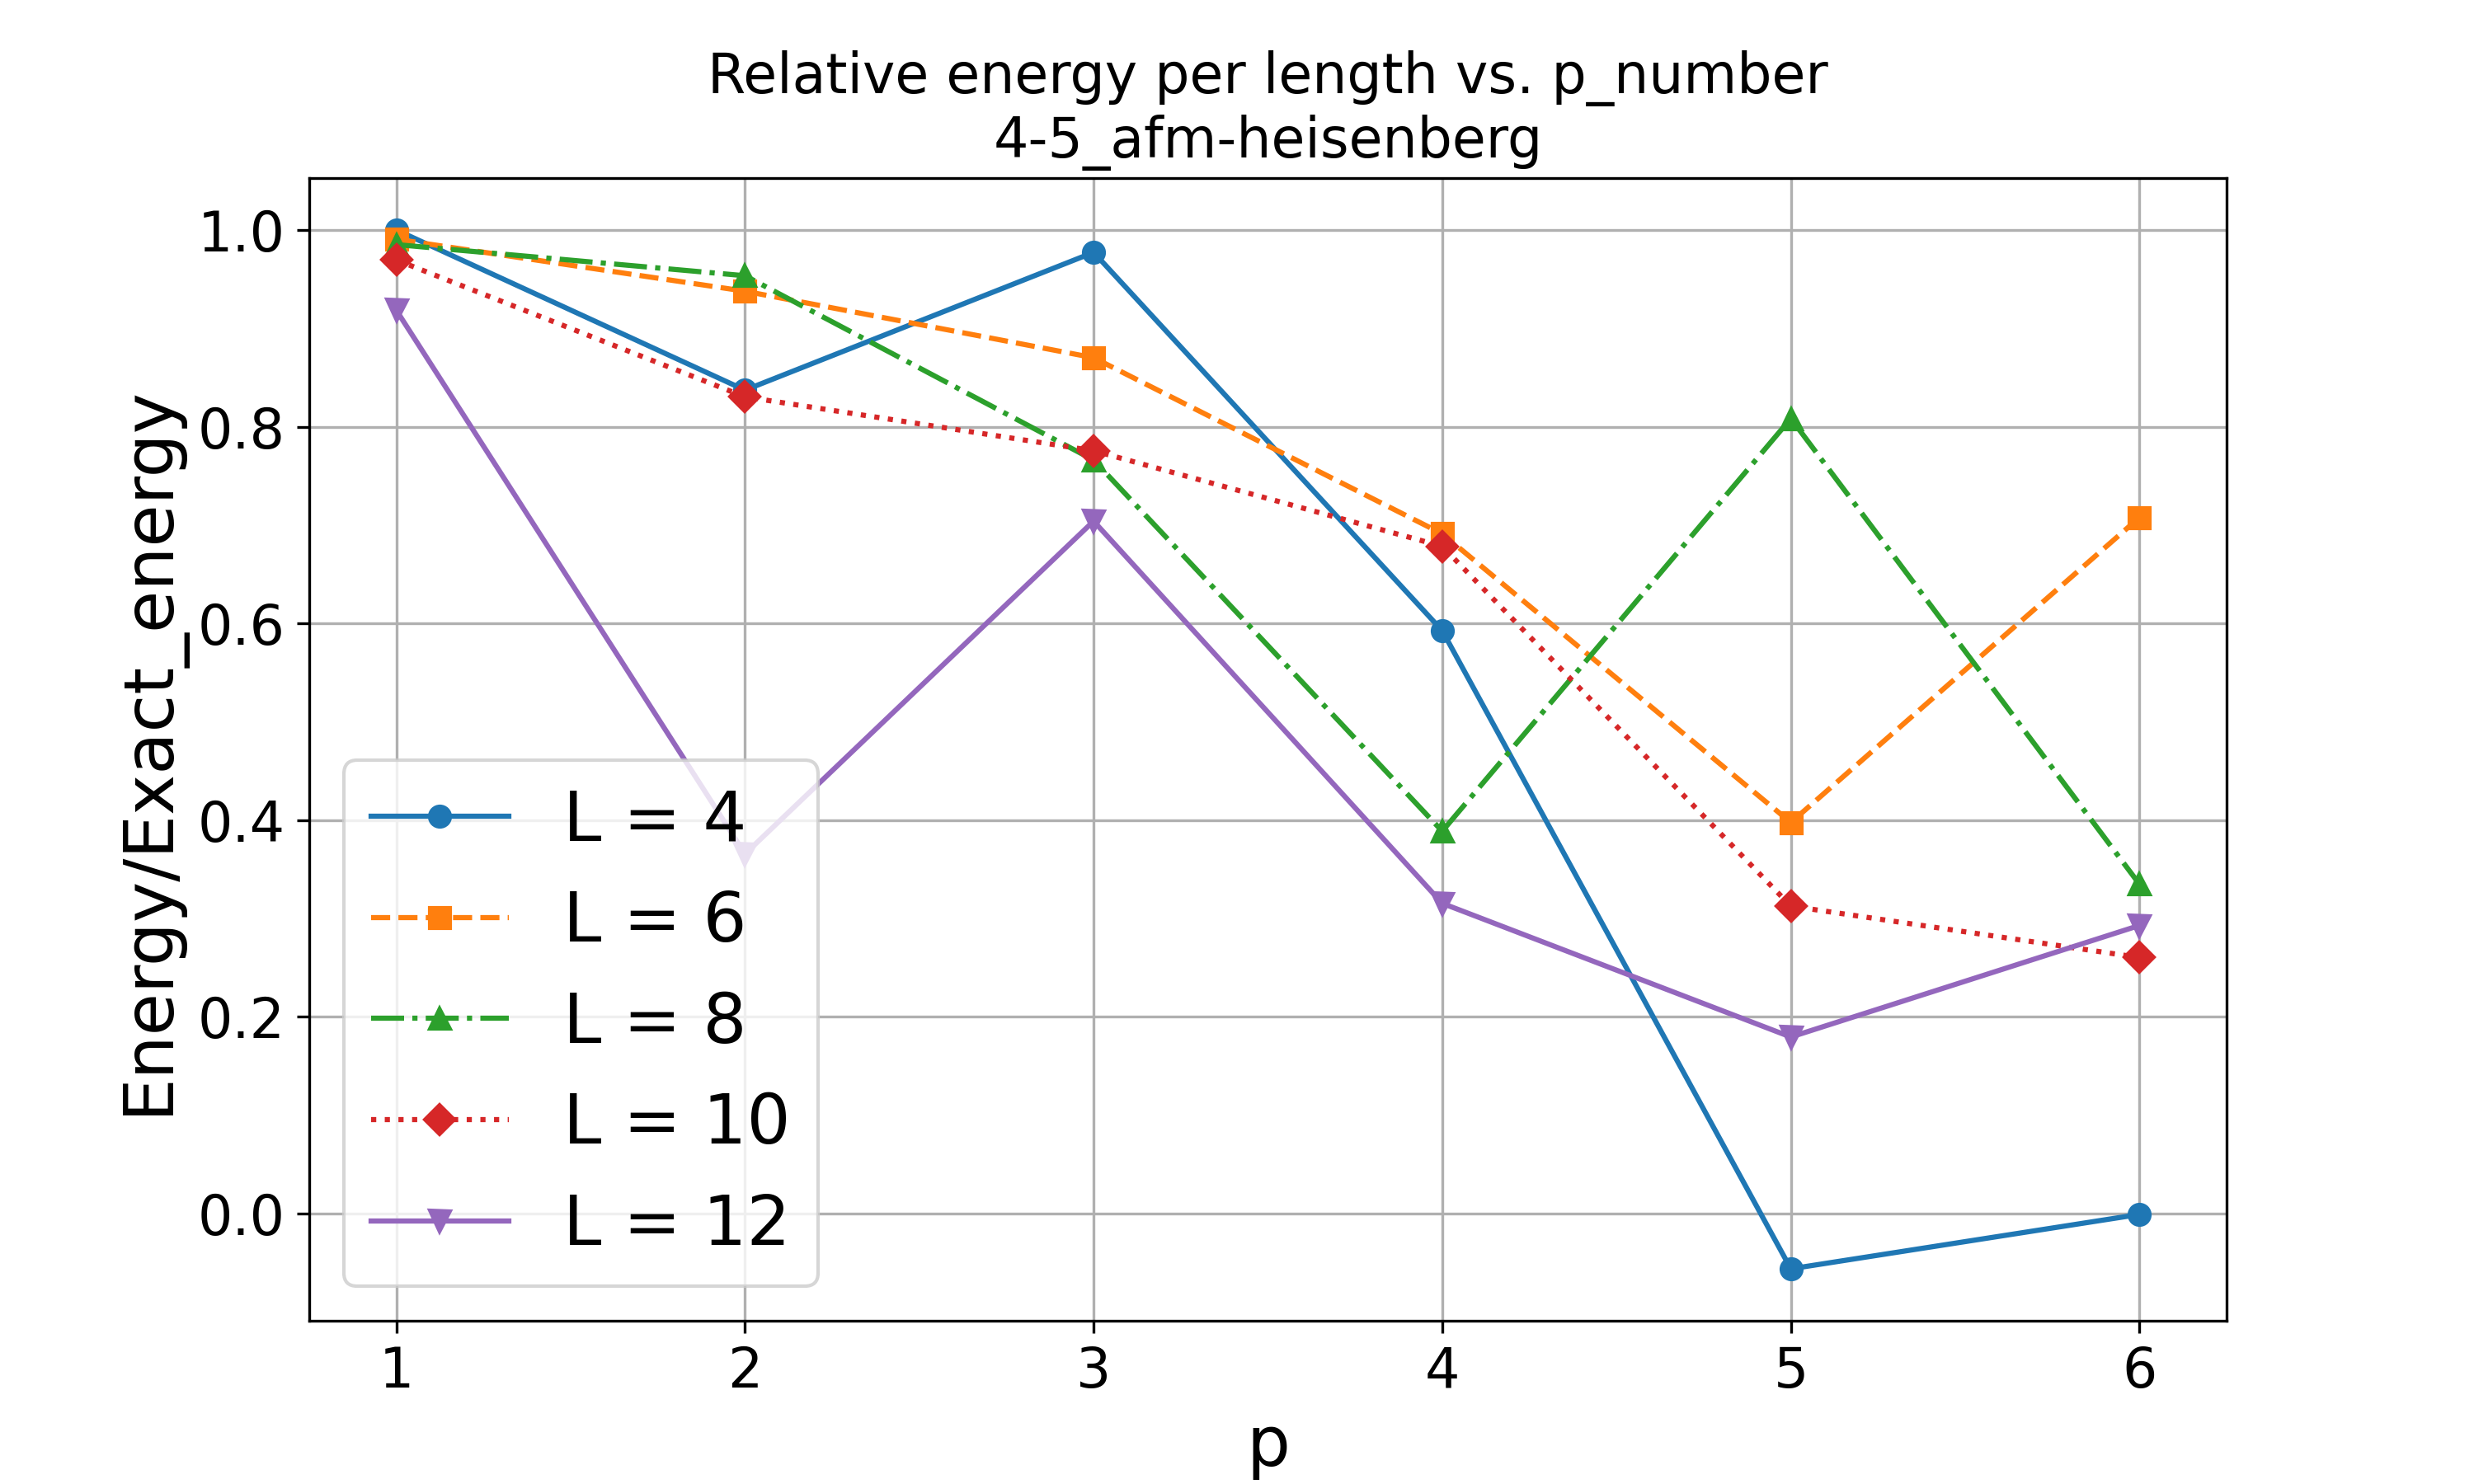 Relative energy per length vs. p_number
4-5_afm-heisenberg
Energy/Exact_energy
1.0
0.8
0.6
0.4
0.2
0.0
L = 4
L = 6
L = 8
L = 10
L = 12
1 2 3 4 5 6
p